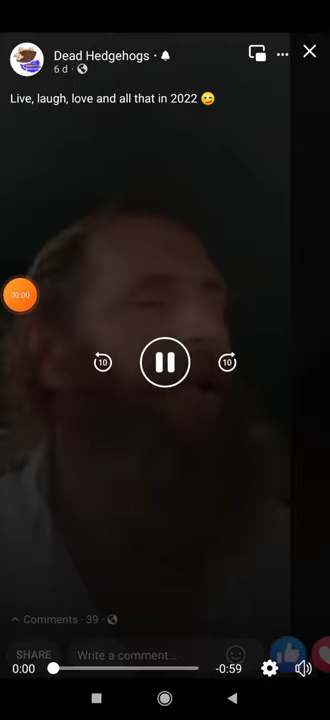 Dead Hedgehogs ·
6 d ·
Live, laugh, love and all that in 2022 😉
00:00
10
10
Comments · 39 ·
SHARE
Write a comment...
0:00
-0:59